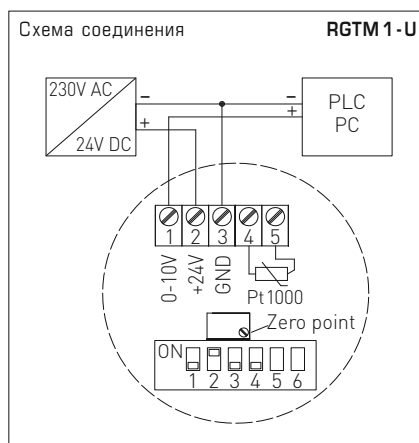 Схема соединения RGTM 1 - U
230V AC
24V DC
–
+
–
+
PLC
PC
1 2 3 4 5
0-10V
+24V
GND
Pt1000
Zero point
ON
1 2 3 4 5 6